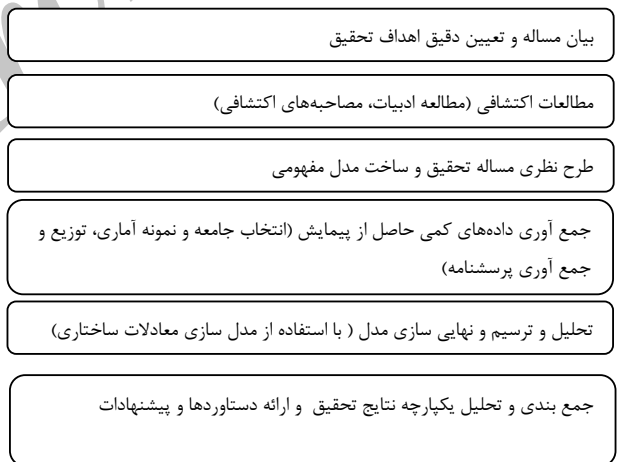 بیان مساله و تعیین دقیق اهداف تحقیق
مطالعات اکتشافی (مطالعه ادبیات، مصاحبه‌های اکتشافی)
طرح نظری مساله تحقیق و ساخت مدل مفهومی
جمع آوری داده‌های کمی حاصل از پیمایش (انتخاب جامعه و نمونه آماری، توزیع و
جمع آوری پرسشنامه)
تحلیل و ترسیم و نهایی سازی مدل ( با استفاده از مدل سازی معادلات ساختاری)
جمع بندی و تحلیل یکپارچه نتایج تحقیق و ارائه دستاوردها و پیشنهادات